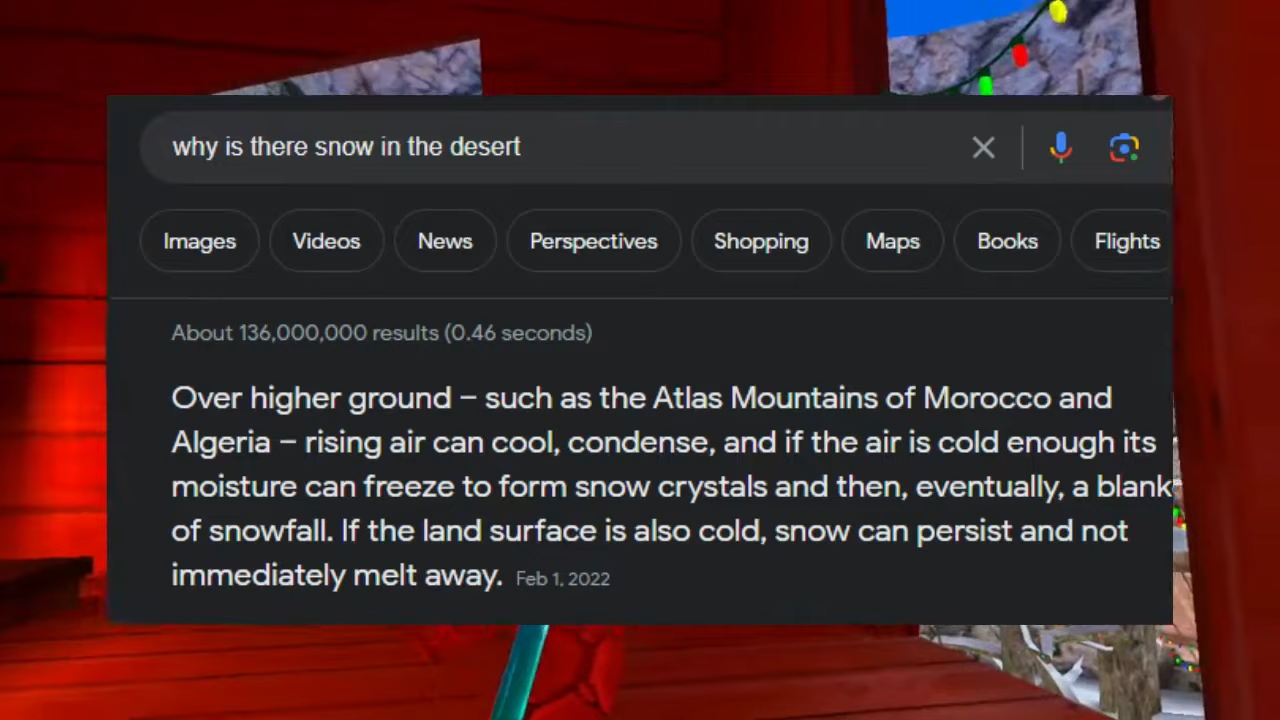 why is there snow in the desert
Images Videos News Perspectives Shopping Maps Books Flights
About 136,000,000 results (0.46 seconds)
Over higher ground – such as the Atlas Mountains of Morocco and
Algeria – rising air can cool, condense, and if the air is cold enough its
moisture can freeze to form snow crystals and then, eventually, a blank
of snowfall. If the land surface is also cold, snow can persist and not
immediately melt away. Feb 1, 2022